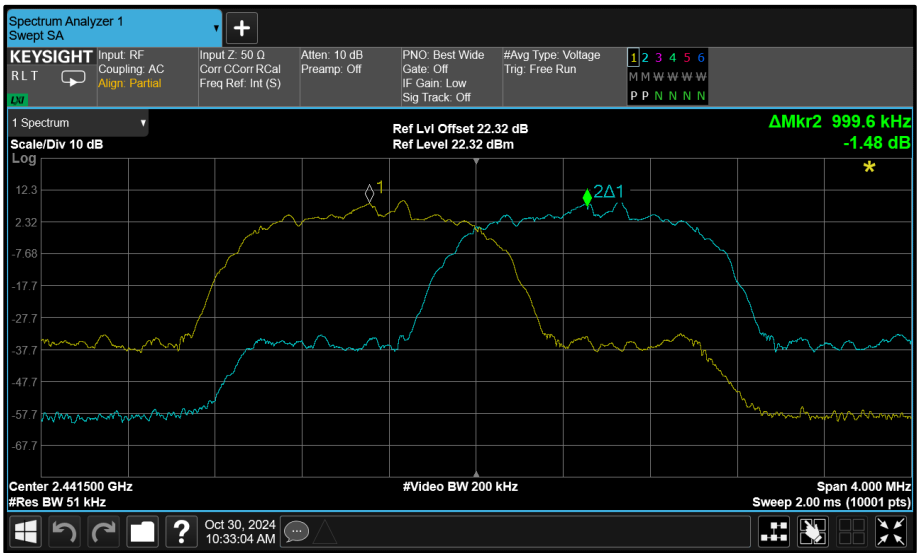 Spectrum Analyzer 1
Swept SA
+
KEYSIGHT
RLT
LXI
Input: RF
Coupling: AC
Align: Partial
Input Z: 50 Ω
Corr CCorr RCal
Freq Ref: Int (S)
Atten: 10 dB
Preamp: Off
PNO: Best Wide
Gate: Off
IF Gain: Low
Sig Track: Off
#Avg Type: Voltage
Trig: Free Run
1 2 3 4 5 6
M M W W W W
P P N N N N
1 Spectrum
Scale/Div 10 dB
Ref Lvl Offset 22.32 dB
Ref Level 22.32 dBm
ΔMkr2 999.6 kHz
-1.48 dB
*
Log
12.3
2.32
-7.68
-17.7
-27.7
-37.7
-47.7
-57.7
-67.7
1
2Δ1
Center 2.441500 GHz
#Res BW 51 kHz
#Video BW 200 kHz
Span 4.000 MHz
Sweep 2.00 ms (10001 pts)
?
Oct 30, 2024
10:33:04 AM